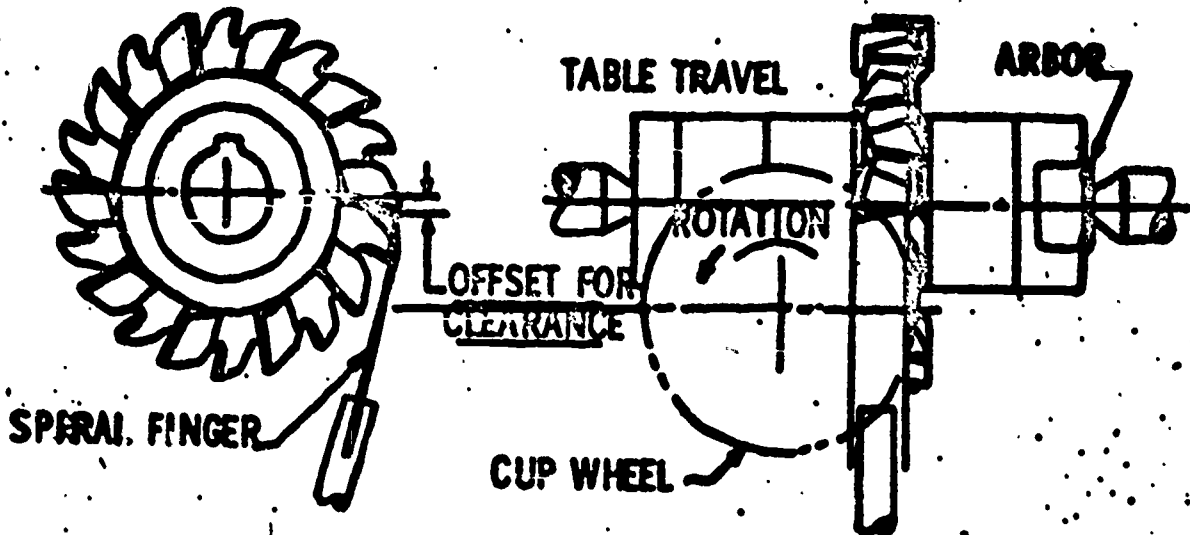 TABLE TRAVEL
ARBOR
ROTATION
OFFSET FOR
CLEARANCE
SPIRAL FINGER
CUP WHEEL